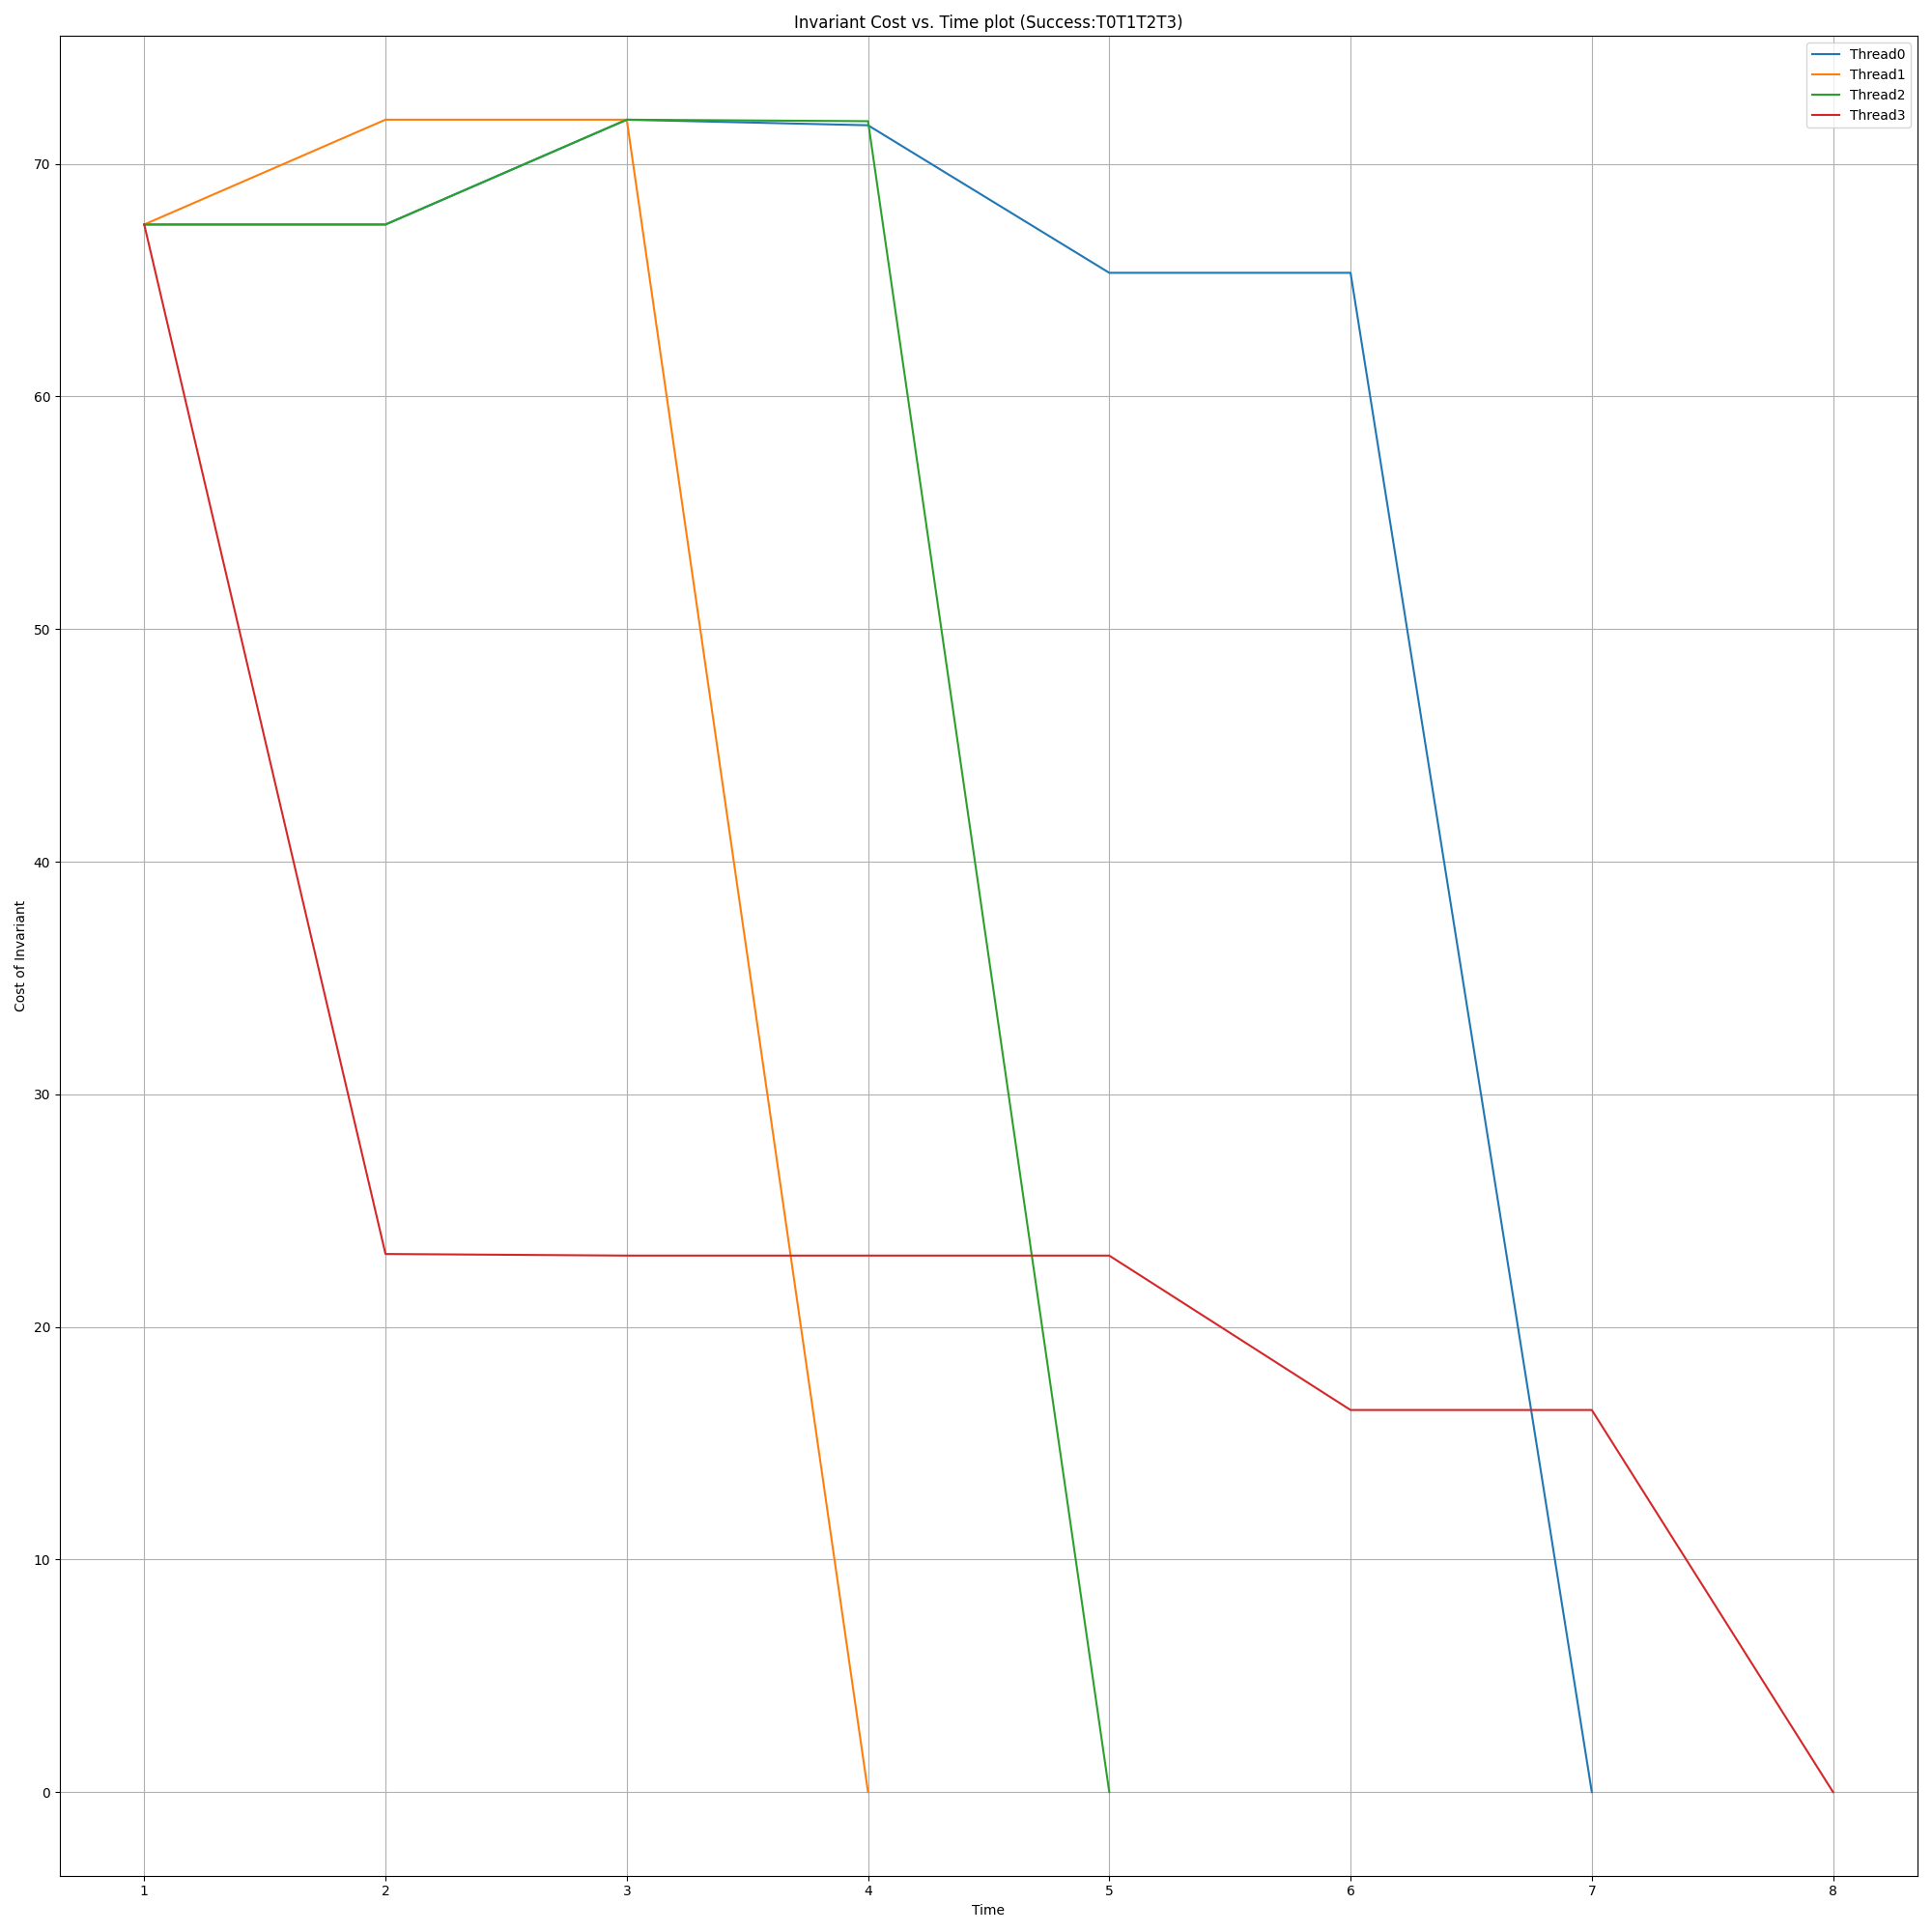 Invariant Cost vs. Time plot (Success:T0T1T2T3)
Thread0
Thread1
Thread2
Thread3
70
60
50
40
30
20
10
0
Cost of Invariant
1 2 3 4 5 6 7 8
Time